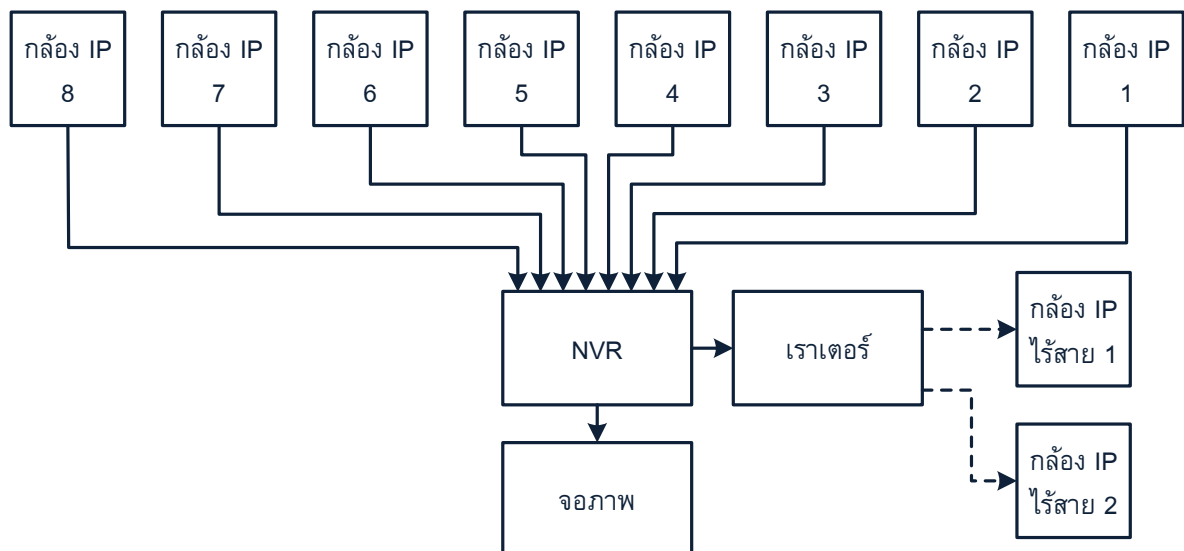 กล้อง IP
8
กล้อง IP
7
กล้อง IP
6
กล้อง IP
5
กล้อง IP
4
กล้อง IP
3
กล้อง IP
2
กล้อง IP
1
NVR
เราเตอร์
กล้อง IP
ไร้สาย 1
จอภาพ
กล้อง IP
ไร้สาย 2